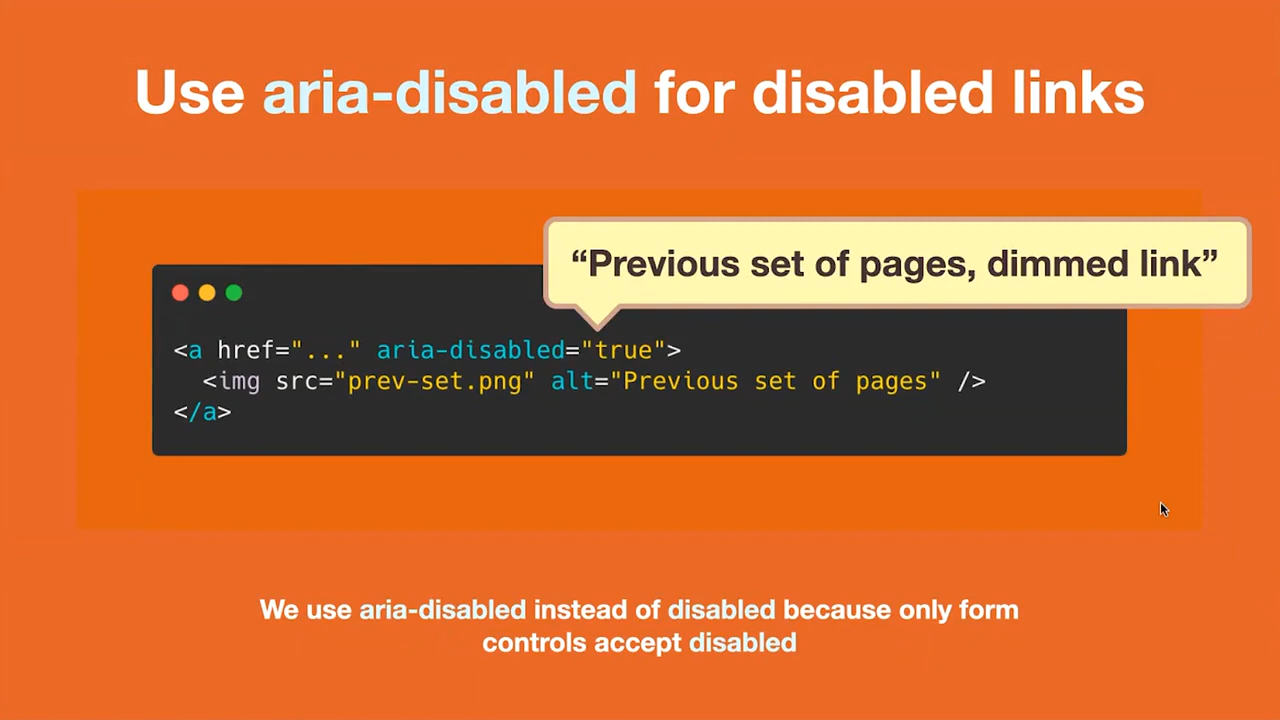 Use aria-disabled for disabled links
“Previous set of pages, dimmed link”
<a href="..." aria-disabled="true">
  <img src="prev-set.png" alt="Previous set of pages" />
</a>
We use aria-disabled instead of disabled because only form
controls accept disabled